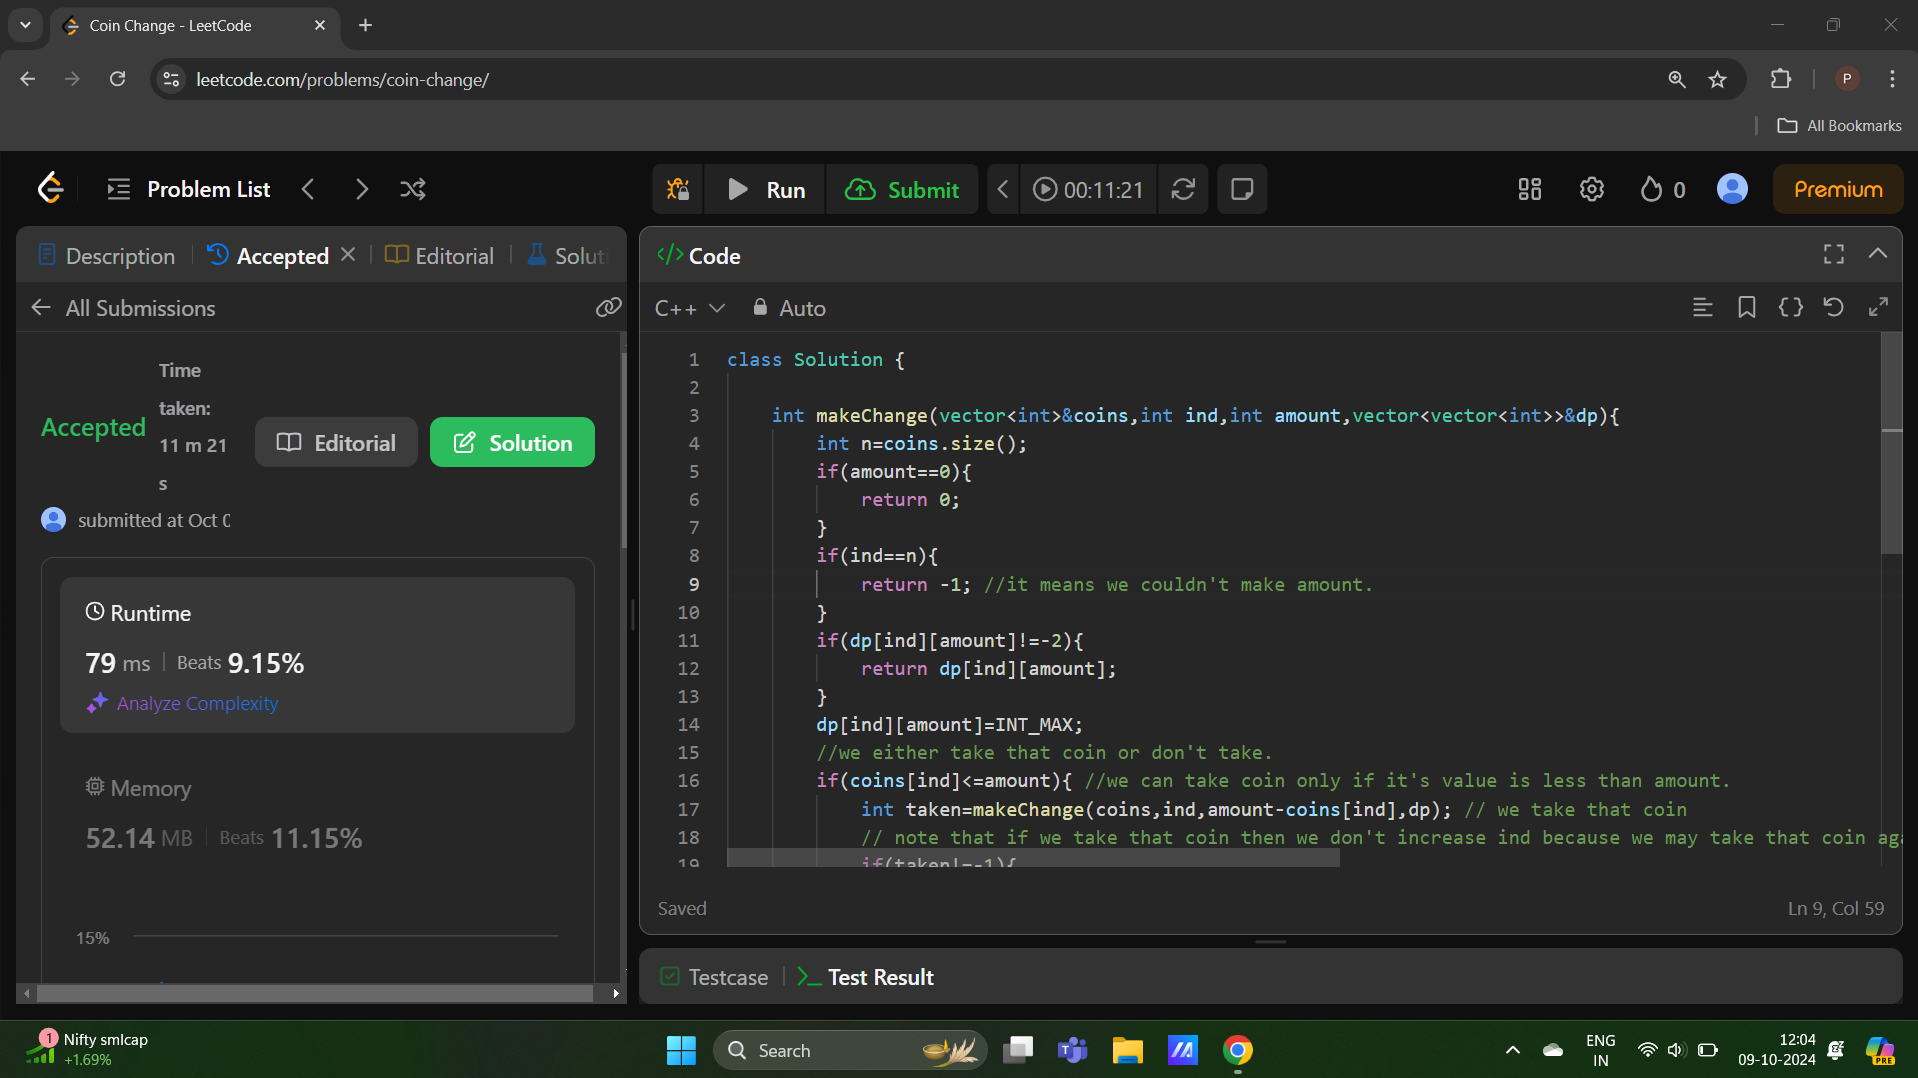 Coin Change - LeetCode
leetcode.com/problems/coin-change/
P
All Bookmarks
Problem List
Run
Submit
00:11:21
0
Premium
Description
Accepted
Editorial
Soluti
All Submissions
Accepted
Time
taken:
11 m 21
s
Editorial
Solution
submitted at Oct 0
Runtime
79 ms
Beats 9.15%
Analyze Complexity
Memory
52.14 MB
Beats 11.15%
15%
</> Code
C++
Auto
1 class Solution {
2
3 int makeChange(vector<int>&coins,int ind,int amount,vector<vector<int>>&dp){
4 int n=coins.size();
5 if(amount==0){
6 return 0;
7 }
8 if(ind==n){
9 return -1; //it means we couldn't make amount.
10 }
11 if(dp[ind][amount]!=-2){
12 return dp[ind][amount];
13 }
14 dp[ind][amount]=INT_MAX;
15 //we either take that coin or don't take.
16 if(coins[ind]<=amount){ //we can take coin only if it's value is less than amount.
17 int taken=makeChange(coins,ind,amount-coins[ind],dp); // we take that coin
18 // note that if we take that coin then we don't increase ind because we may take that coin aga
19 if(taken!=-1){
Saved
Ln 9, Col 59
Testcase
Test Result
1
Nifty smlcap
+1.69%
Search
ENG
IN
12:04
09-10-2024
PRE